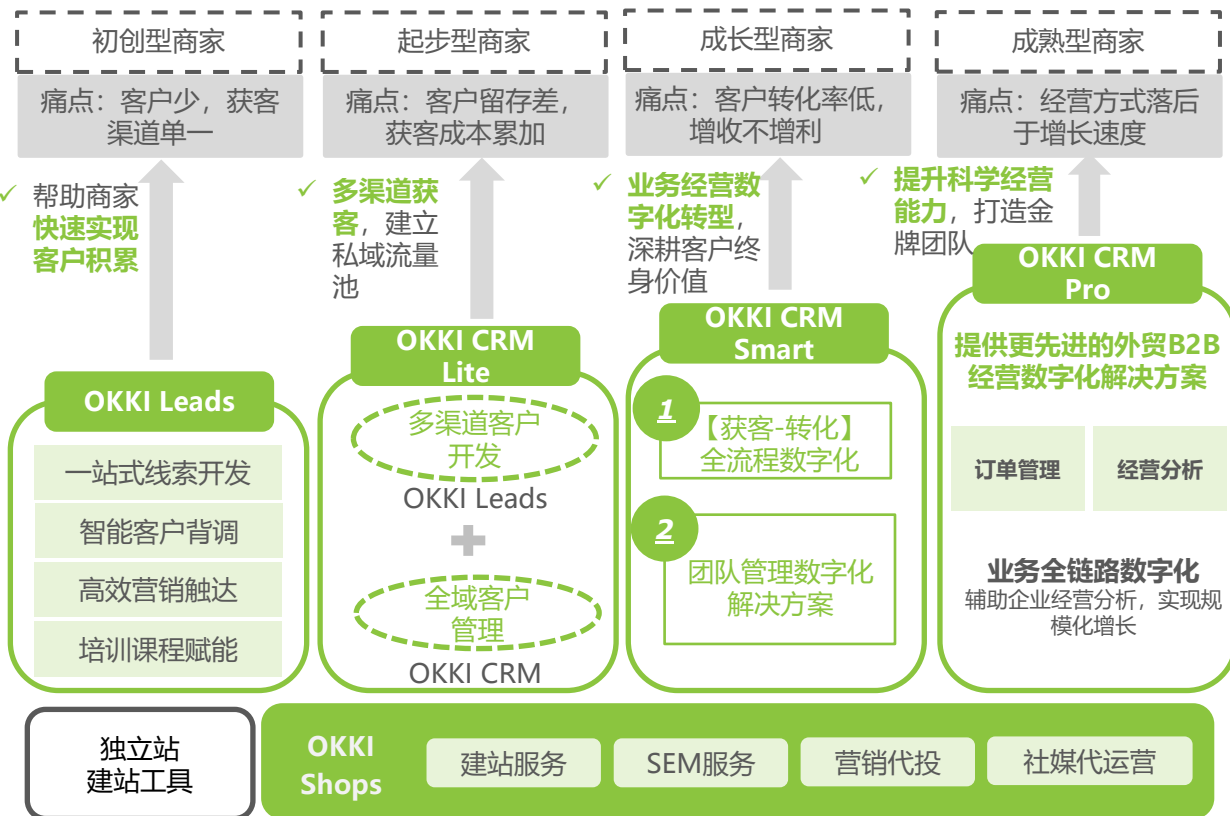 初创型商家
起步型商家
成长型商家
成熟型商家
痛点：客户少，获客
渠道单一
痛点：客户留存差，
获客成本累加
痛点：客户转化率低，
增收不增利
痛点：经营方式落后
于增长速度
✓ 帮助商家
快速实现
客户积累
✓ 多渠道获
客，建立
私域流量
池
✓ 业务经营数
字化转型，
深耕客户终
身价值
✓ 提升科学经营
能力，打造金
牌团队
OKKI Leads
一站式线索开发
智能客户背调
高效营销触达
培训课程赋能
OKKI CRM
Lite
多渠道客户
开发
OKKI Leads
+
全域客户
管理
OKKI CRM
OKKI CRM
Smart
1
【获客-转化】
全流程数字化
2
团队管理数字化
解决方案
OKKI CRM
Pro
提供更先进的外贸B2B
经营数字化解决方案
订单管理
经营分析
业务全链路数字化
辅助企业经营分析，实现规
模化增长
独立站
建站工具
OKKI
Shops
建站服务
SEM服务
营销代投
社媒代运营